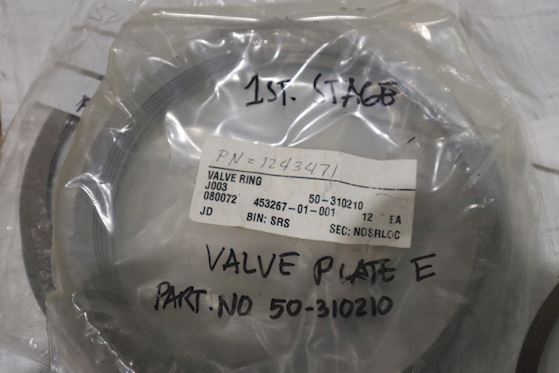 1ST. STAGE
PN=1243471
VALVE RING 50-310210
J003
080072 453267-01-001 12 EA
JD BIN: SRS SEC: NOSRLOC
VALVE PLATE E
PART.NO 50-310210